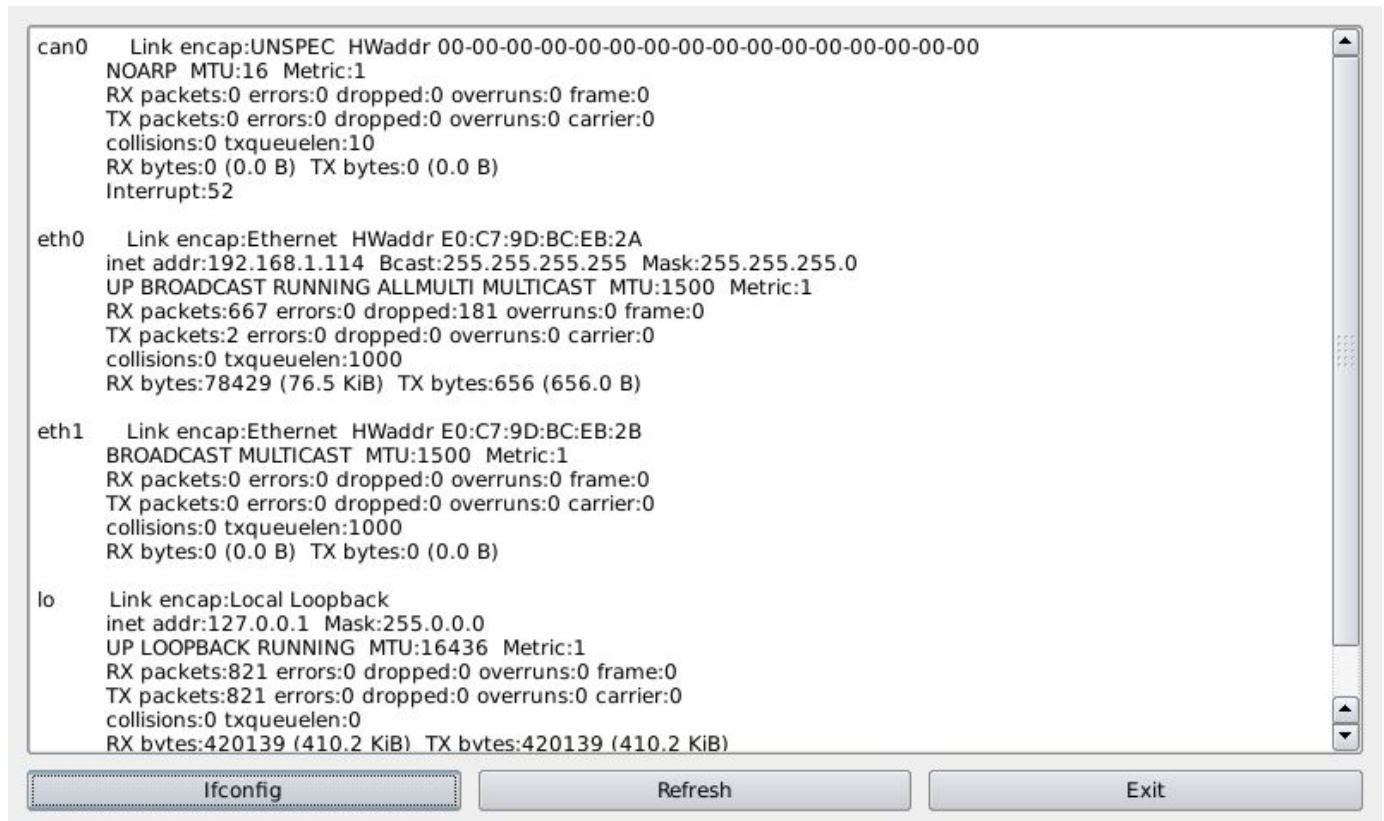 can0 Link encap:UNSPEC HWaddr 00-00-00-00-00-00-00-00-00-00-00-00-00-00-00-00
NOARP MTU:16 Metric:1
RX packets:0 errors:0 dropped:0 overruns:0 frame:0
TX packets:0 errors:0 dropped:0 overruns:0 carrier:0
collisions:0 txqueuelen:10
RX bytes:0 (0.0 B) TX bytes:0 (0.0 B)
Interrupt:52
eth0 Link encap:Ethernet HWaddr E0:C7:9D:BC:EB:2A
inet addr:192.168.1.114 Bcast:255.255.255.255 Mask:255.255.255.0
UP BROADCAST RUNNING ALLMULTI MULTICAST MTU:1500 Metric:1
RX packets:667 errors:0 dropped:181 overruns:0 frame:0
TX packets:2 errors:0 dropped:0 overruns:0 carrier:0
collisions:0 txqueuelen:1000
RX bytes:78429 (76.5 KiB) TX bytes:656 (656.0 B)
eth1 Link encap:Ethernet HWaddr E0:C7:9D:BC:EB:2B
BROADCAST MULTICAST MTU:1500 Metric:1
RX packets:0 errors:0 dropped:0 overruns:0 frame:0
TX packets:0 errors:0 dropped:0 overruns:0 carrier:0
collisions:0 txqueuelen:1000
RX bytes:0 (0.0 B) TX bytes:0 (0.0 B)
lo Link encap:Local Loopback
inet addr:127.0.0.1 Mask:255.0.0.0
UP LOOPBACK RUNNING MTU:16436 Metric:1
RX packets:821 errors:0 dropped:0 overruns:0 frame:0
TX packets:821 errors:0 dropped:0 overruns:0 carrier:0
collisions:0 txqueuelen:0
RX bytes:420139 (410.2 KiB) TX bytes:420139 (410.2 KiB)
Ifconfig Refresh Exit